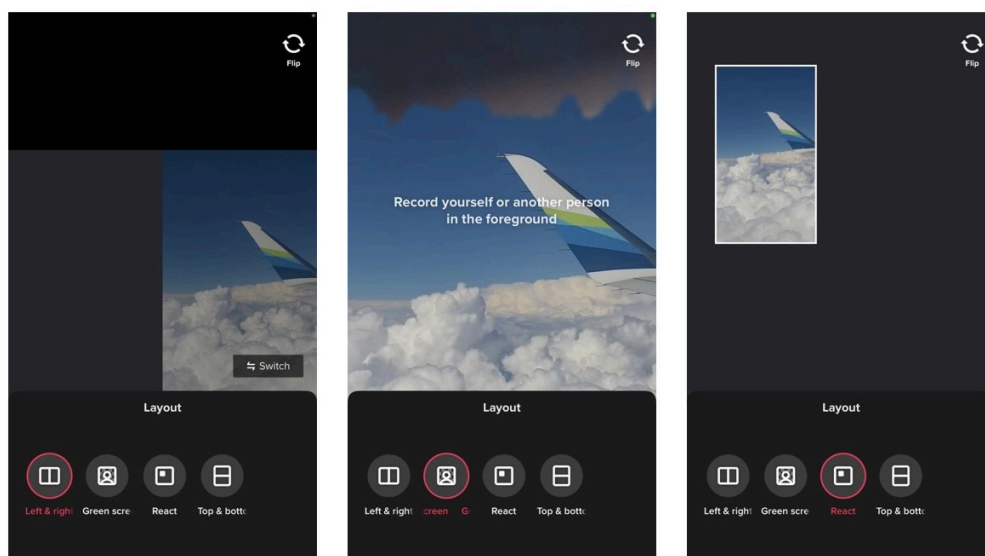 Flip
Switch
Layout
Left & right
Green scre
React
Top & botto
Flip
Record yourself or another person
in the foreground
Layout
Left & right
creen G
React
Top & botto
Flip
Layout
Left & right
Green scre
React
Top & botto